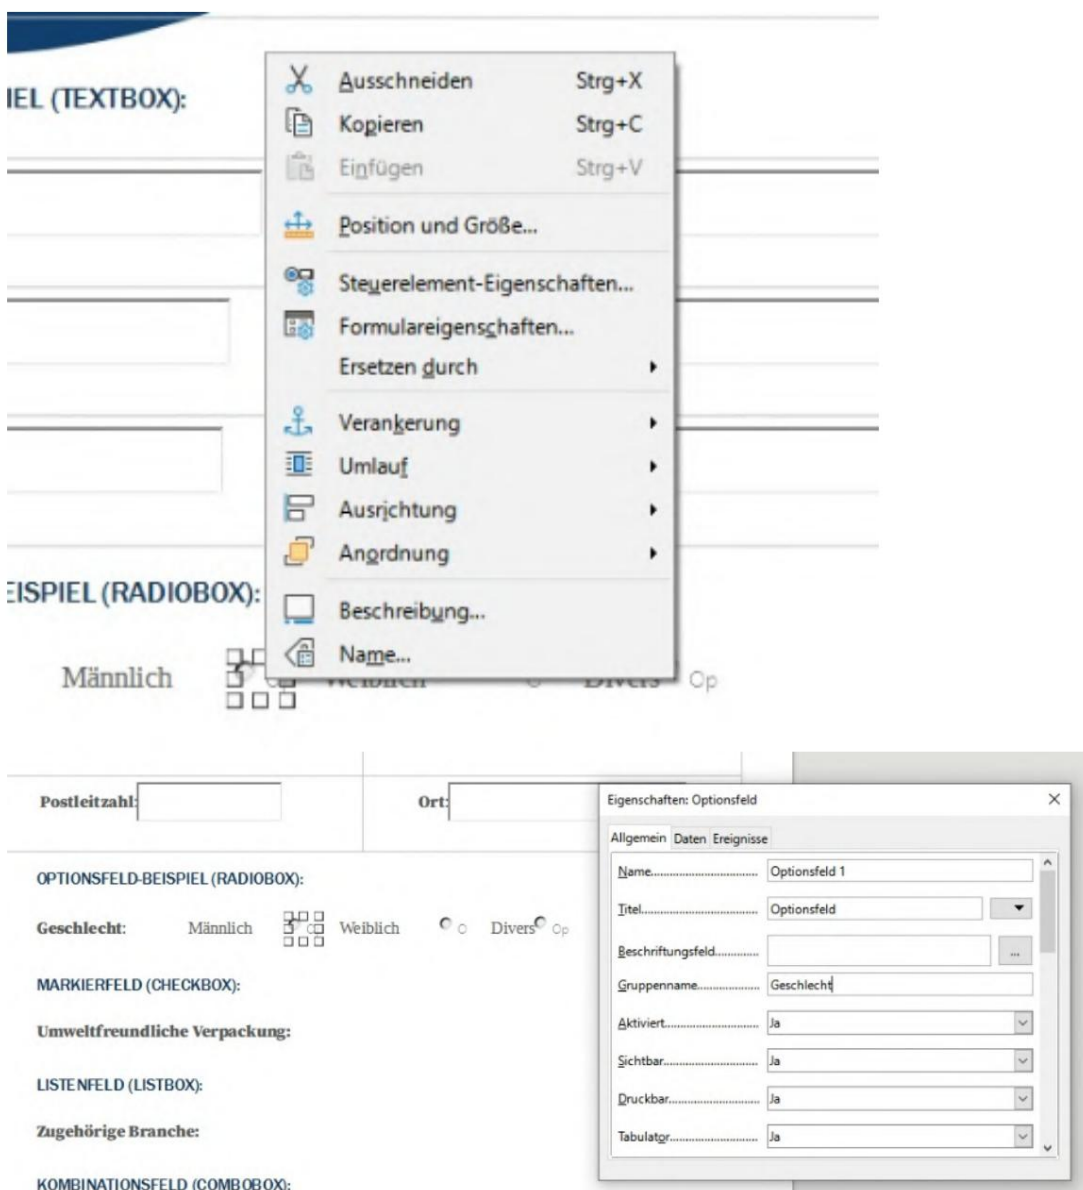 IEL (TEXTBOX):
Ausschneiden Strg+X
Kopieren Strg+C
Einfügen Strg+V
Position und Größe...
Steuerelement-Eigenschaften...
Formulareigenschaften...
Ersetzen durch
Verankerung
Umlauf
Ausrichtung
Anordnung
EISPIEL (RADIOBOX):
Beschreibung...
Name...
Männlich Weiblich O Divers Op
Postleitzahl: Ort:
Eigenschaften: Optionsfeld
Allgemein Daten Ereignisse
Name Optionsfeld 1
Titel Optionsfeld
Beschriftungsfeld ...
Gruppenname Geschlecht
Aktiviert Ja
Sichtbar Ja
Druckbar Ja
Tabulator Ja
OPTIONSFELD-BEISPIEL (RADIOBOX):
Geschlecht: Männlich Weiblich O Divers Op
MARKIERFELD (CHECKBOX):
Umweltfreundliche Verpackung:
LISTENFELD (LISTBOX):
Zugehörige Branche:
KOMBINATIONSFELD (COMBOBOX):